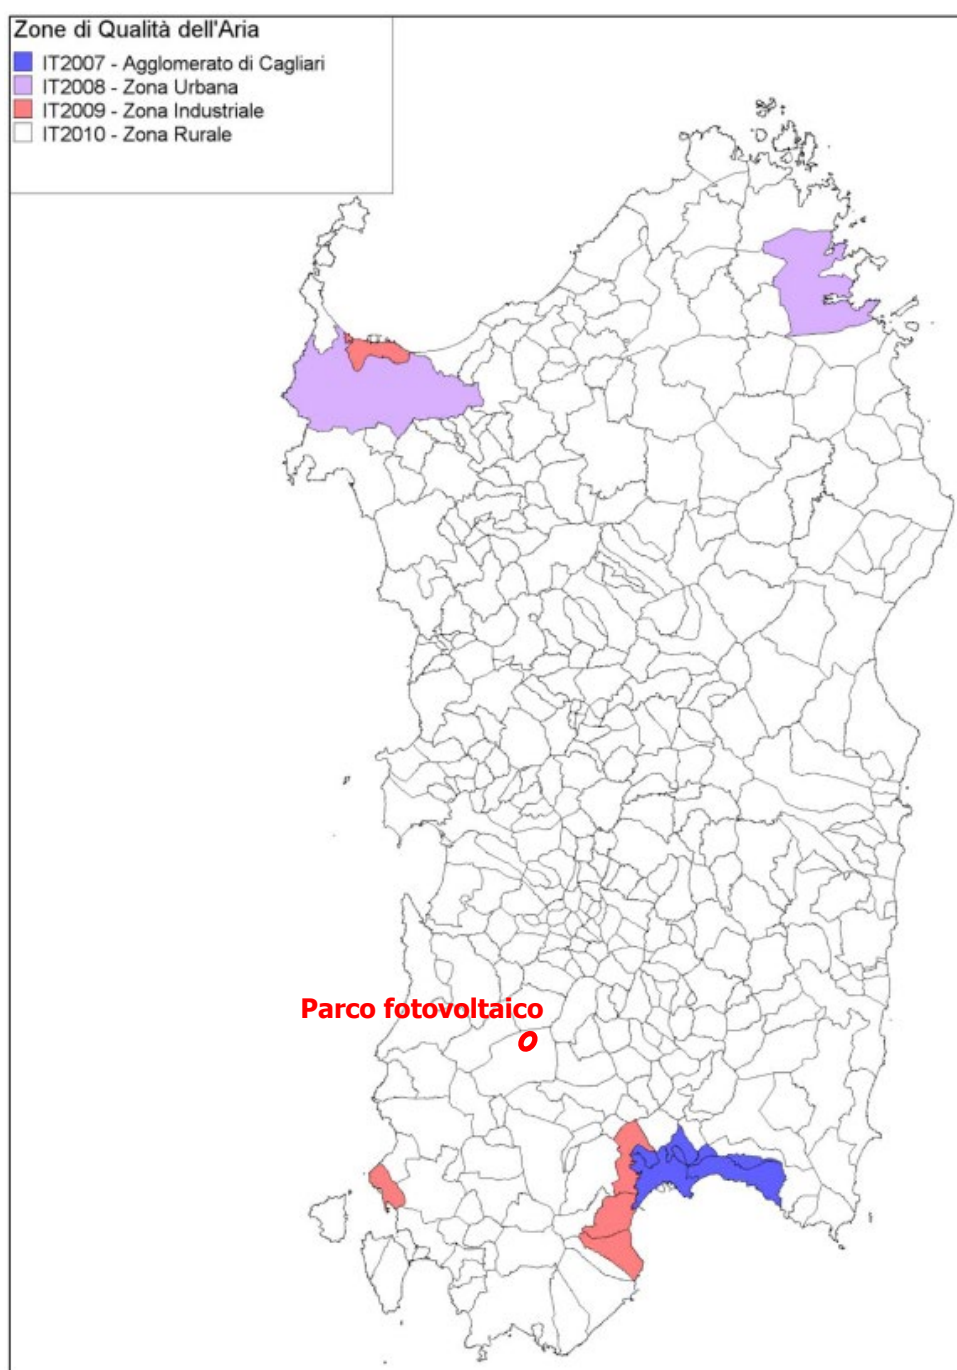 Zone di Qualità dell'Aria
IT2007 - Agglomerato di Cagliari
IT2008 - Zona Urbana
IT2009 - Zona Industriale
IT2010 - Zona Rurale
Parco fotovoltaico